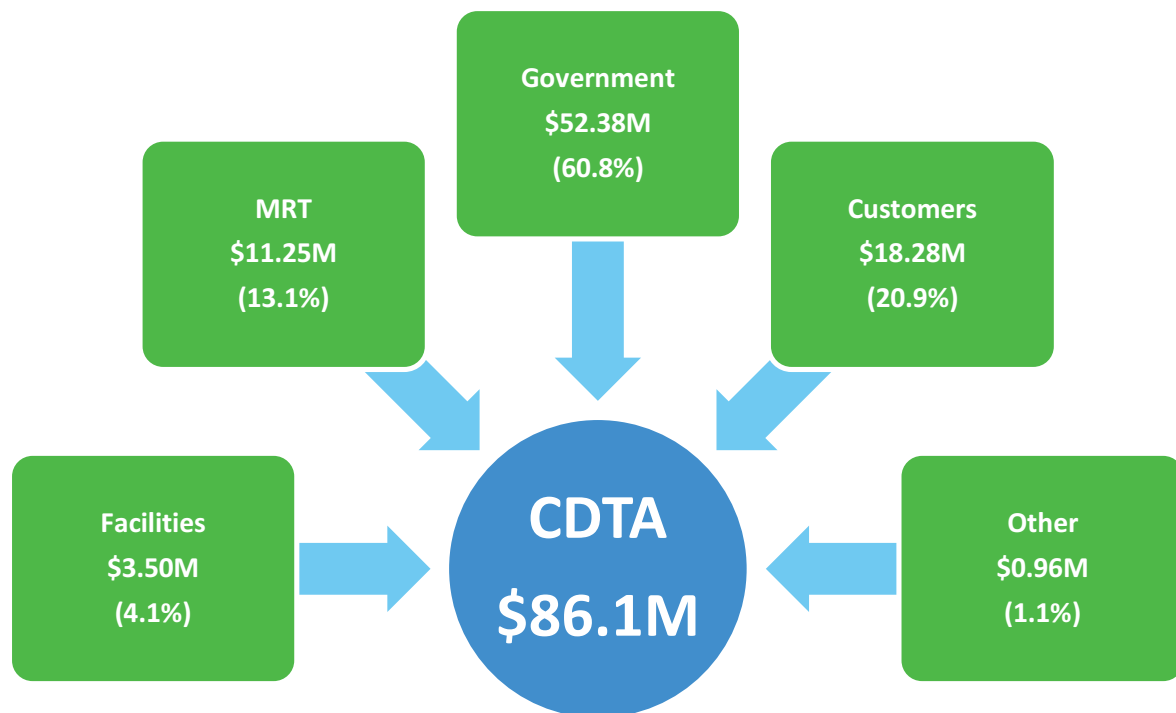 Government
$52.38M
(60.8%)
MRT
$11.25M
(13.1%)
Customers
$18.28M
(20.9%)
Facilities
$3.50M
(4.1%)
CDTA
$86.1M
Other
$0.96M
(1.1%)